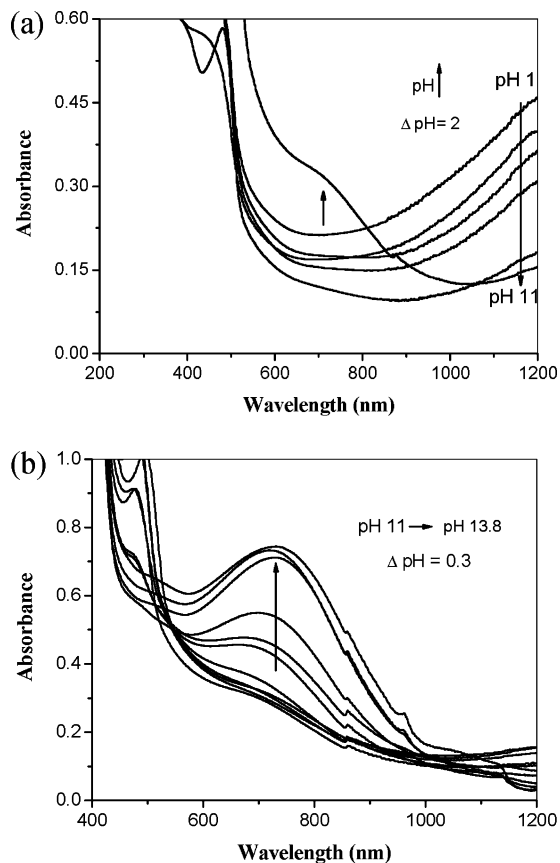 (a)
0.60
0.45
0.30
0.15
0.00
Absorbance
pH
Δ pH= 2
pH 1
pH 11
200 400 600 800 1000 1200
Wavelength (nm)
(b)
1.0
0.8
0.6
0.4
0.2
0.0
Absorbance
pH 11 → pH 13.8
Δ pH = 0.3
400 600 800 1000 1200
Wavelength (nm)